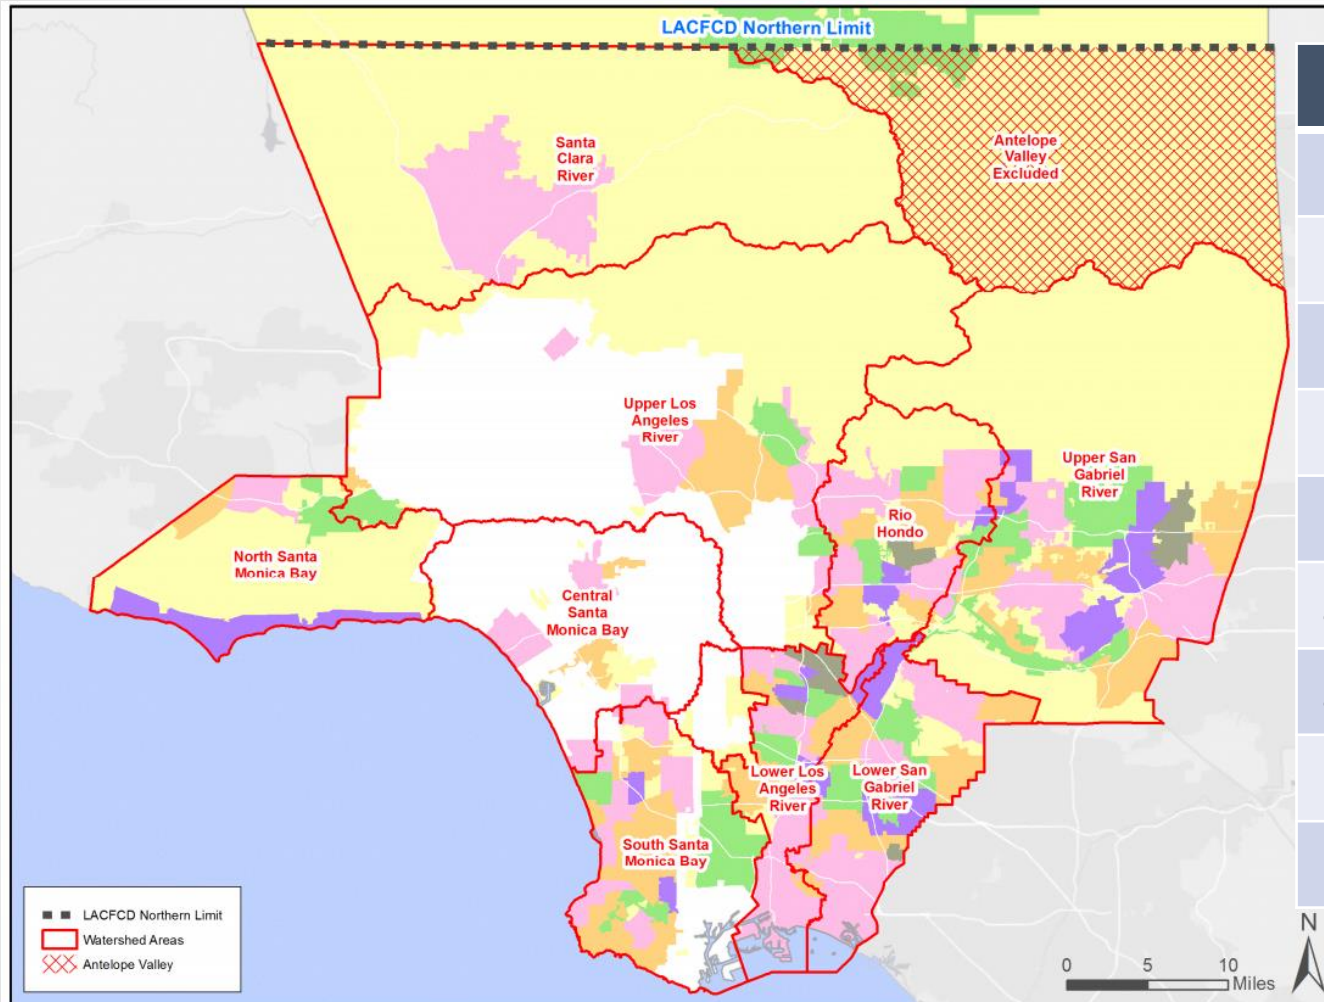 LACFCD Northern Limit
Santa
Clara
River
Antelope
Valley
Excluded
Upper Los
Angeles
River
Upper San
Gabriel
River
Rio
Hondo
North Santa
Monica Bay
Central
Santa
Monica Bay
Lower Los
Angeles
River
Lower San
Gabriel
River
South Santa
Monica Bay
LACFCD Northern Limit
Watershed Areas
Antelope Valley
0 5 10
Miles
N